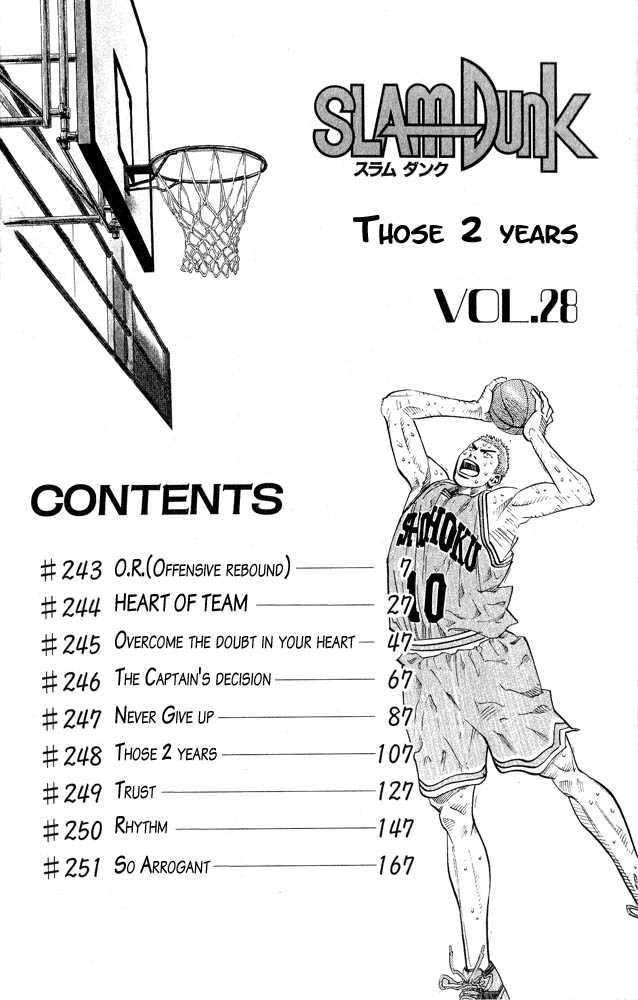 SLAMDUNK
スラム ダンク
THOSE 2 YEARS
VOL.28
CONTENTS
#243 O.R.(OFFENSIVE REBOUND) 7
#244 HEART OF TEAM 27
#245 OVERCOME THE DOUBT IN YOUR HEART 47
#246 THE CAPTAIN'S DECISION 67
#247 NEVER GIVE UP 87
#248 THOSE 2 YEARS 107
#249 TRUST 127
#250 RHYTHM 147
#251 SO ARROGANT 167
SHOHOKU
10